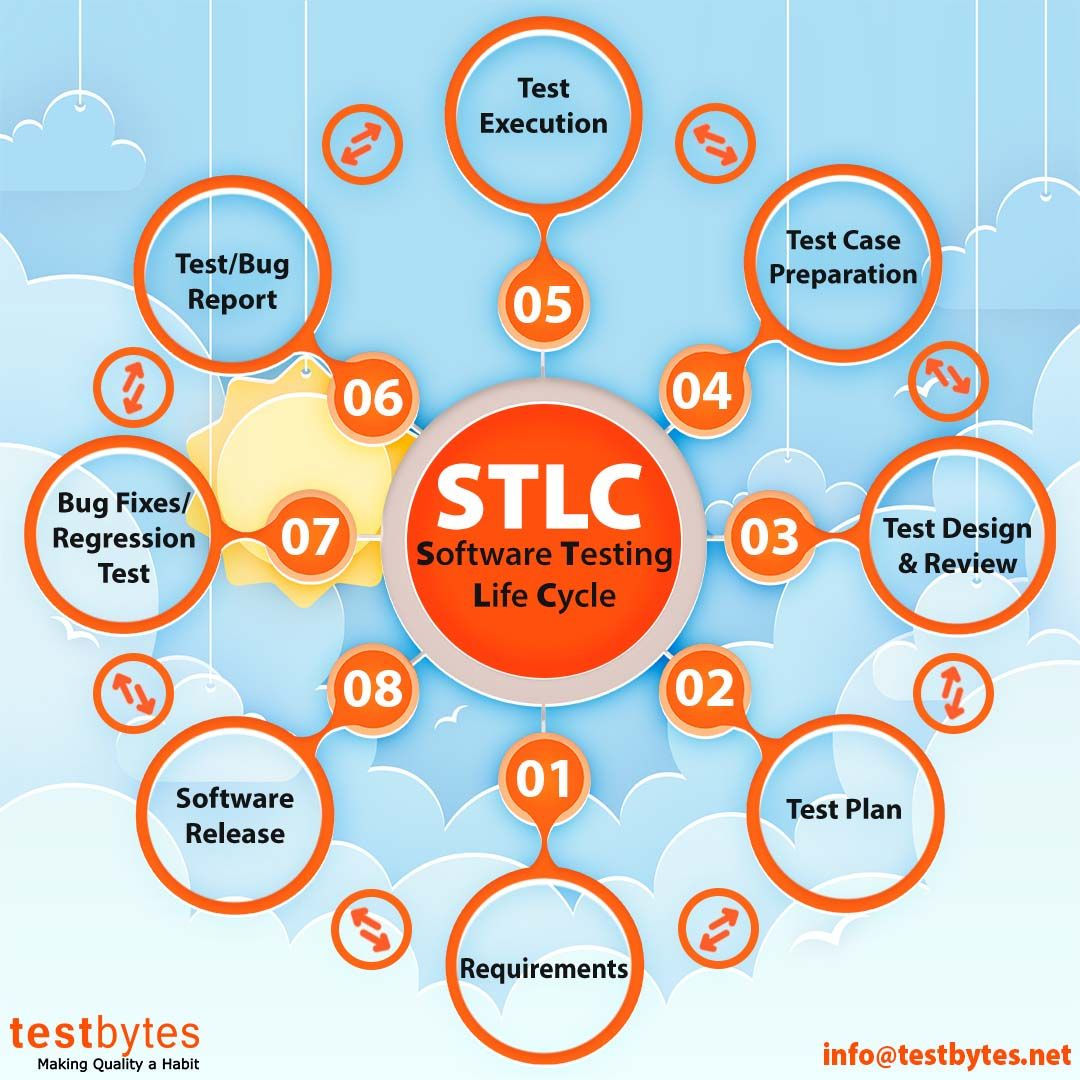 Test
Execution
05
Test Case
Preparation
04
Test/Bug
Report
06
Test Design
& Review
03
Bug Fixes/
Regression
Test
07
STLC
Software Testing
Life Cycle
02
Test Plan
08
Software
Release
01
Requirements
testbytes
Making Quality a Habit
info@testbytes.net